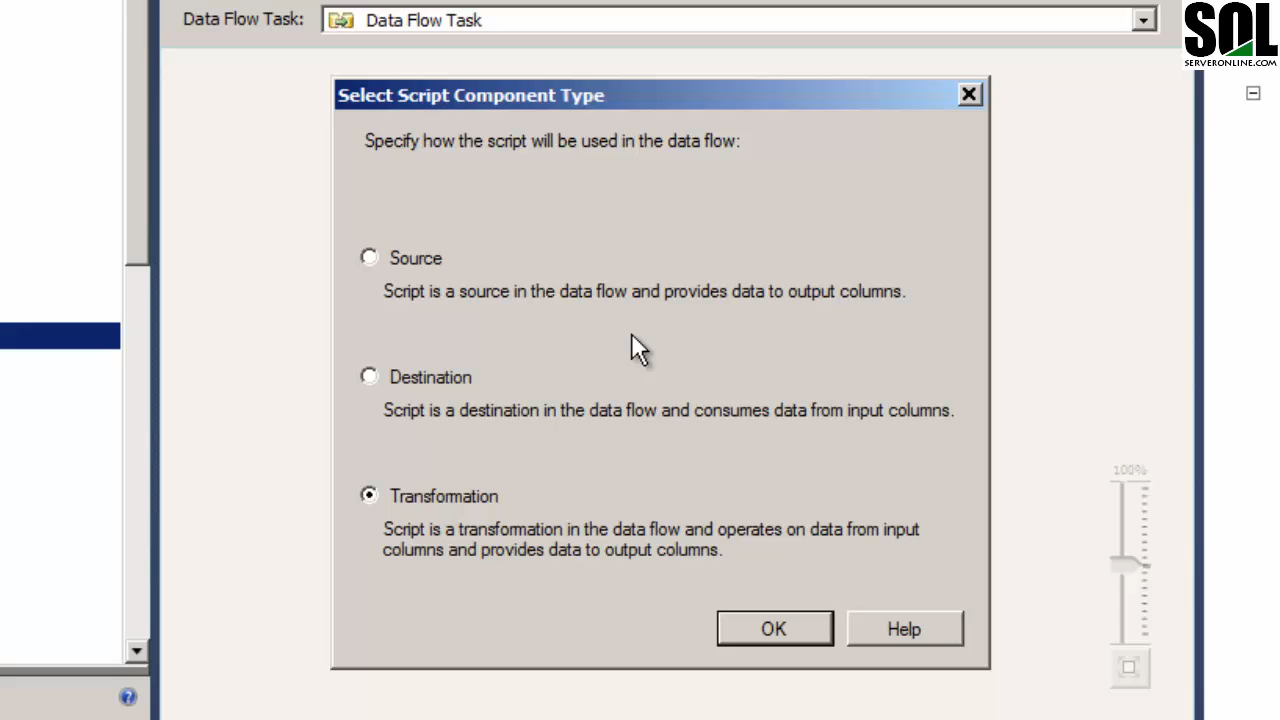 Data Flow Task:
Data Flow Task
SQL
SERVERONLINE.COM
Select Script Component Type
Specify how the script will be used in the data flow:
Source
Script is a source in the data flow and provides data to output columns.
Destination
Script is a destination in the data flow and consumes data from input columns.
Transformation
Script is a transformation in the data flow and operates on data from input
columns and provides data to output columns.
100%
OK
Help